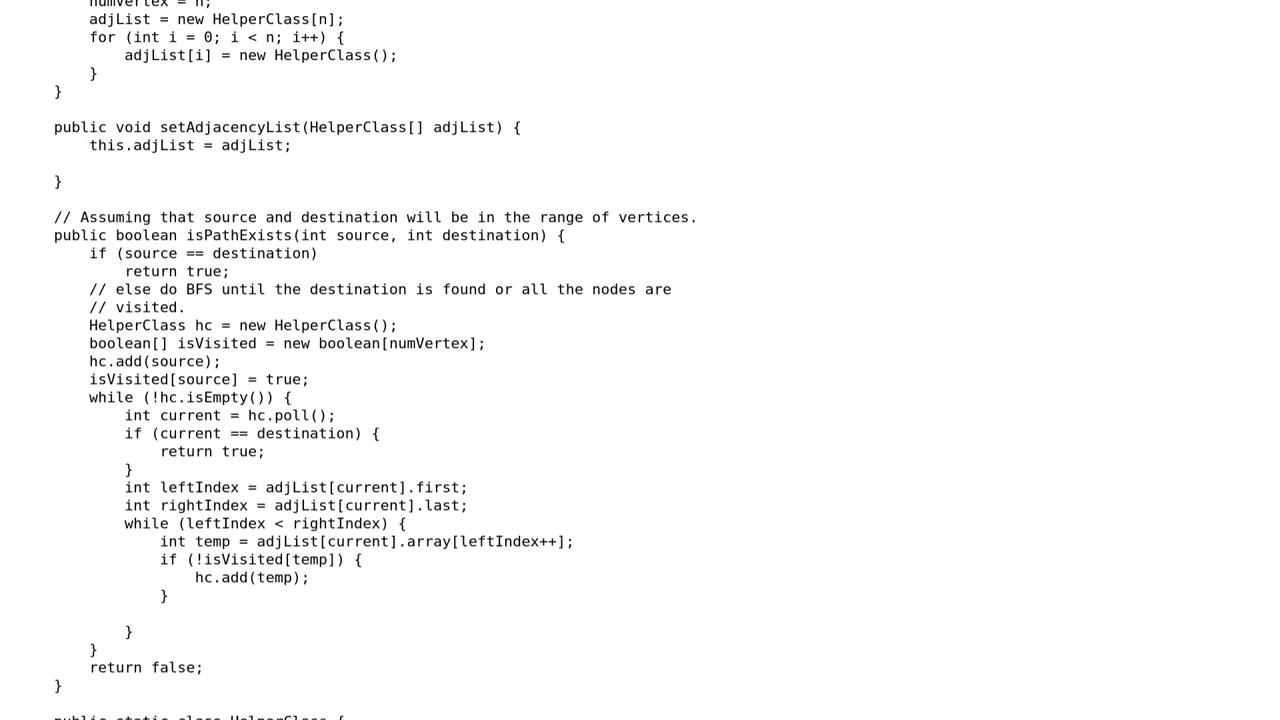 numVertex = n;
adjList = new HelperClass[n];
for (int i = 0; i < n; i++) {
adjList[i] = new HelperClass();
}
}
public void setAdjacencyList(HelperClass[] adjList) {
this.adjList = adjList;
}
// Assuming that source and destination will be in the range of vertices.
public boolean isPathExists(int source, int destination) {
if (source == destination)
return true;
// else do BFS until the destination is found or all the nodes are
// visited.
HelperClass hc = new HelperClass();
boolean[] isVisited = new boolean[numVertex];
hc.add(source);
isVisited[source] = true;
while (!hc.isEmpty()) {
int current = hc.poll();
if (current == destination) {
return true;
}
int leftIndex = adjList[current].first;
int rightIndex = adjList[current].last;
while (leftIndex < rightIndex) {
int temp = adjList[current].array[leftIndex++];
if (!isVisited[temp]) {
hc.add(temp);
}
}
}
return false;
}
public static class HelperClass {